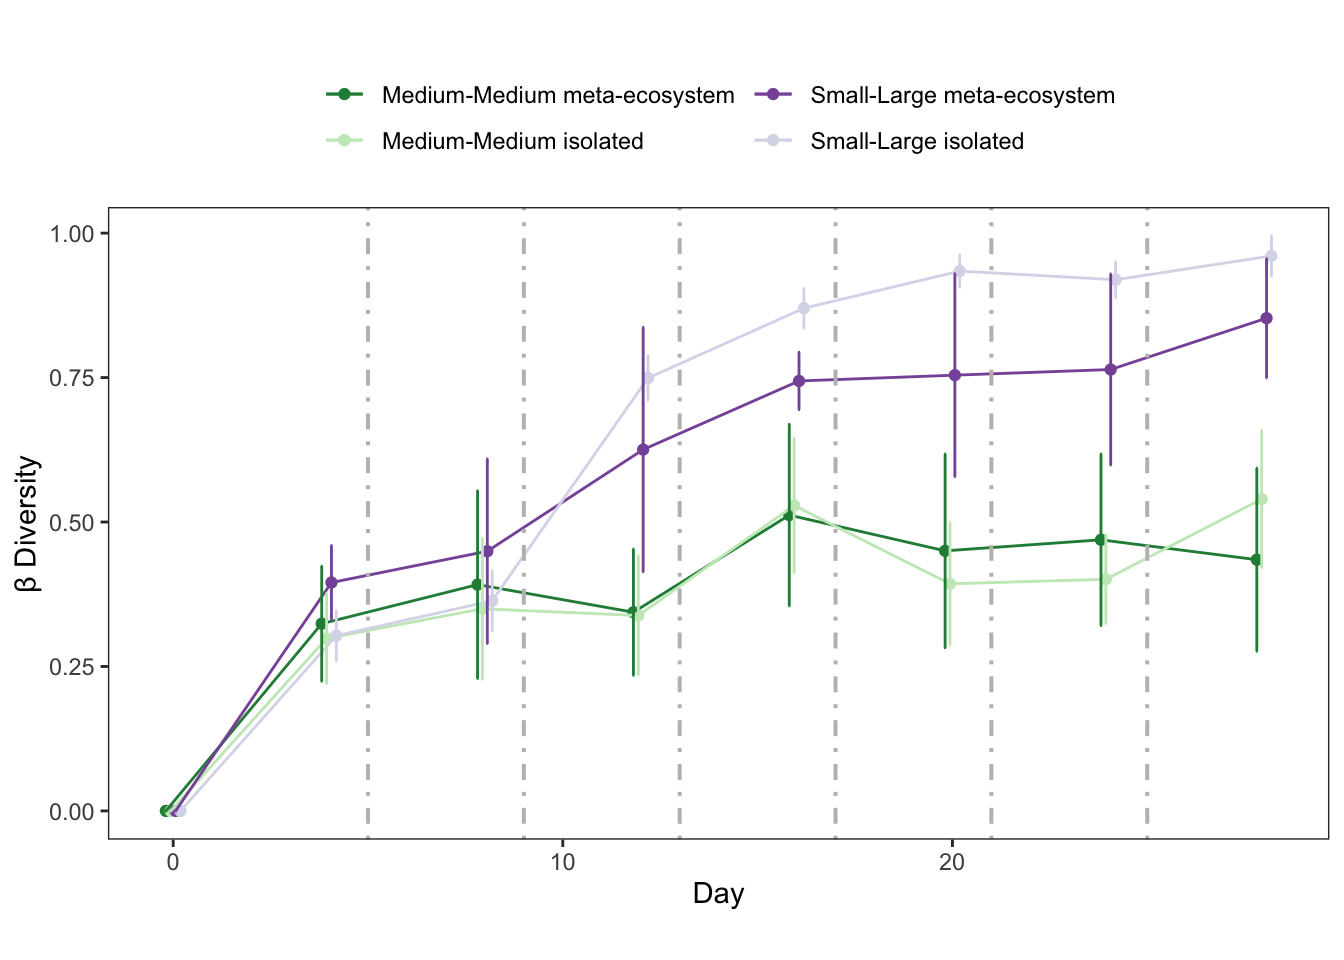 Medium-Medium meta-ecosystem Small-Large meta-ecosystem
Medium-Medium isolated Small-Large isolated
1.00
0.75
0.50
0.25
0.00
β Diversity
0 10 20
Day